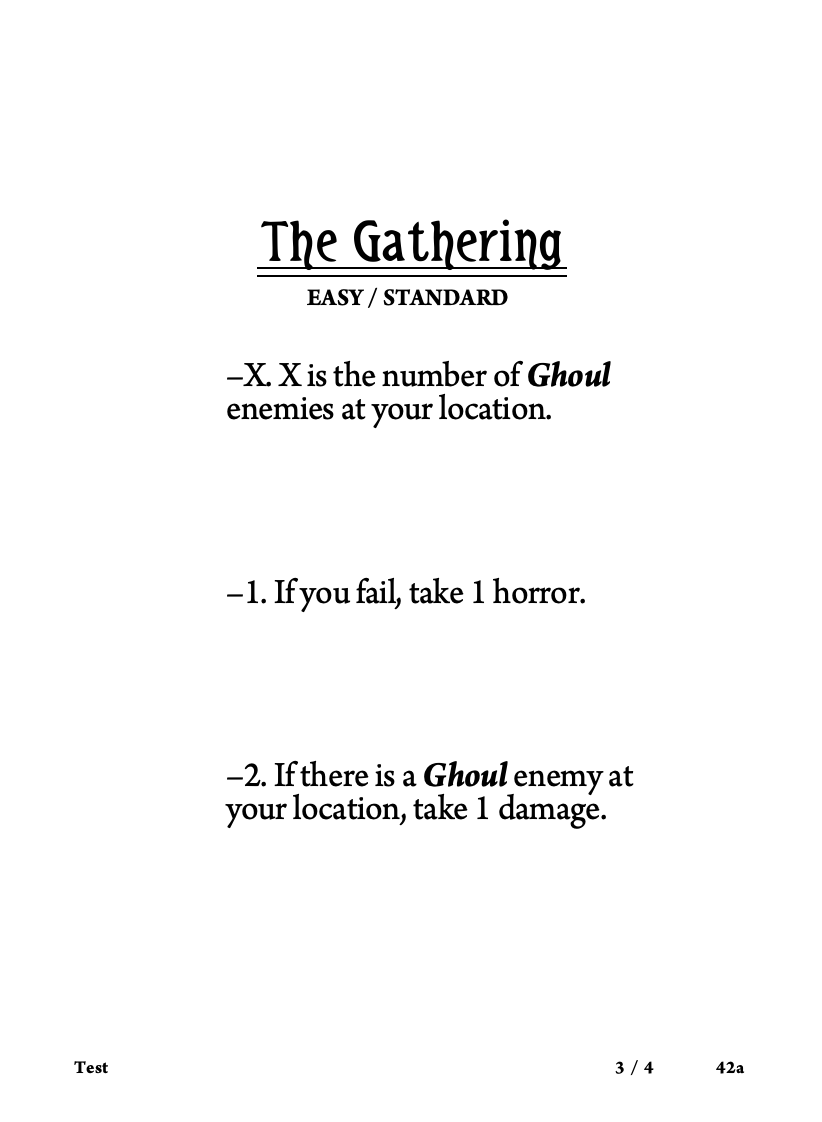 The Gathering
EASY / STANDARD
–X. X is the number of Ghoul
enemies at your location.
–1. If you fail, take 1 horror.
–2. If there is a Ghoul enemy at
your location, take 1 damage.
Test 3 / 4 42a